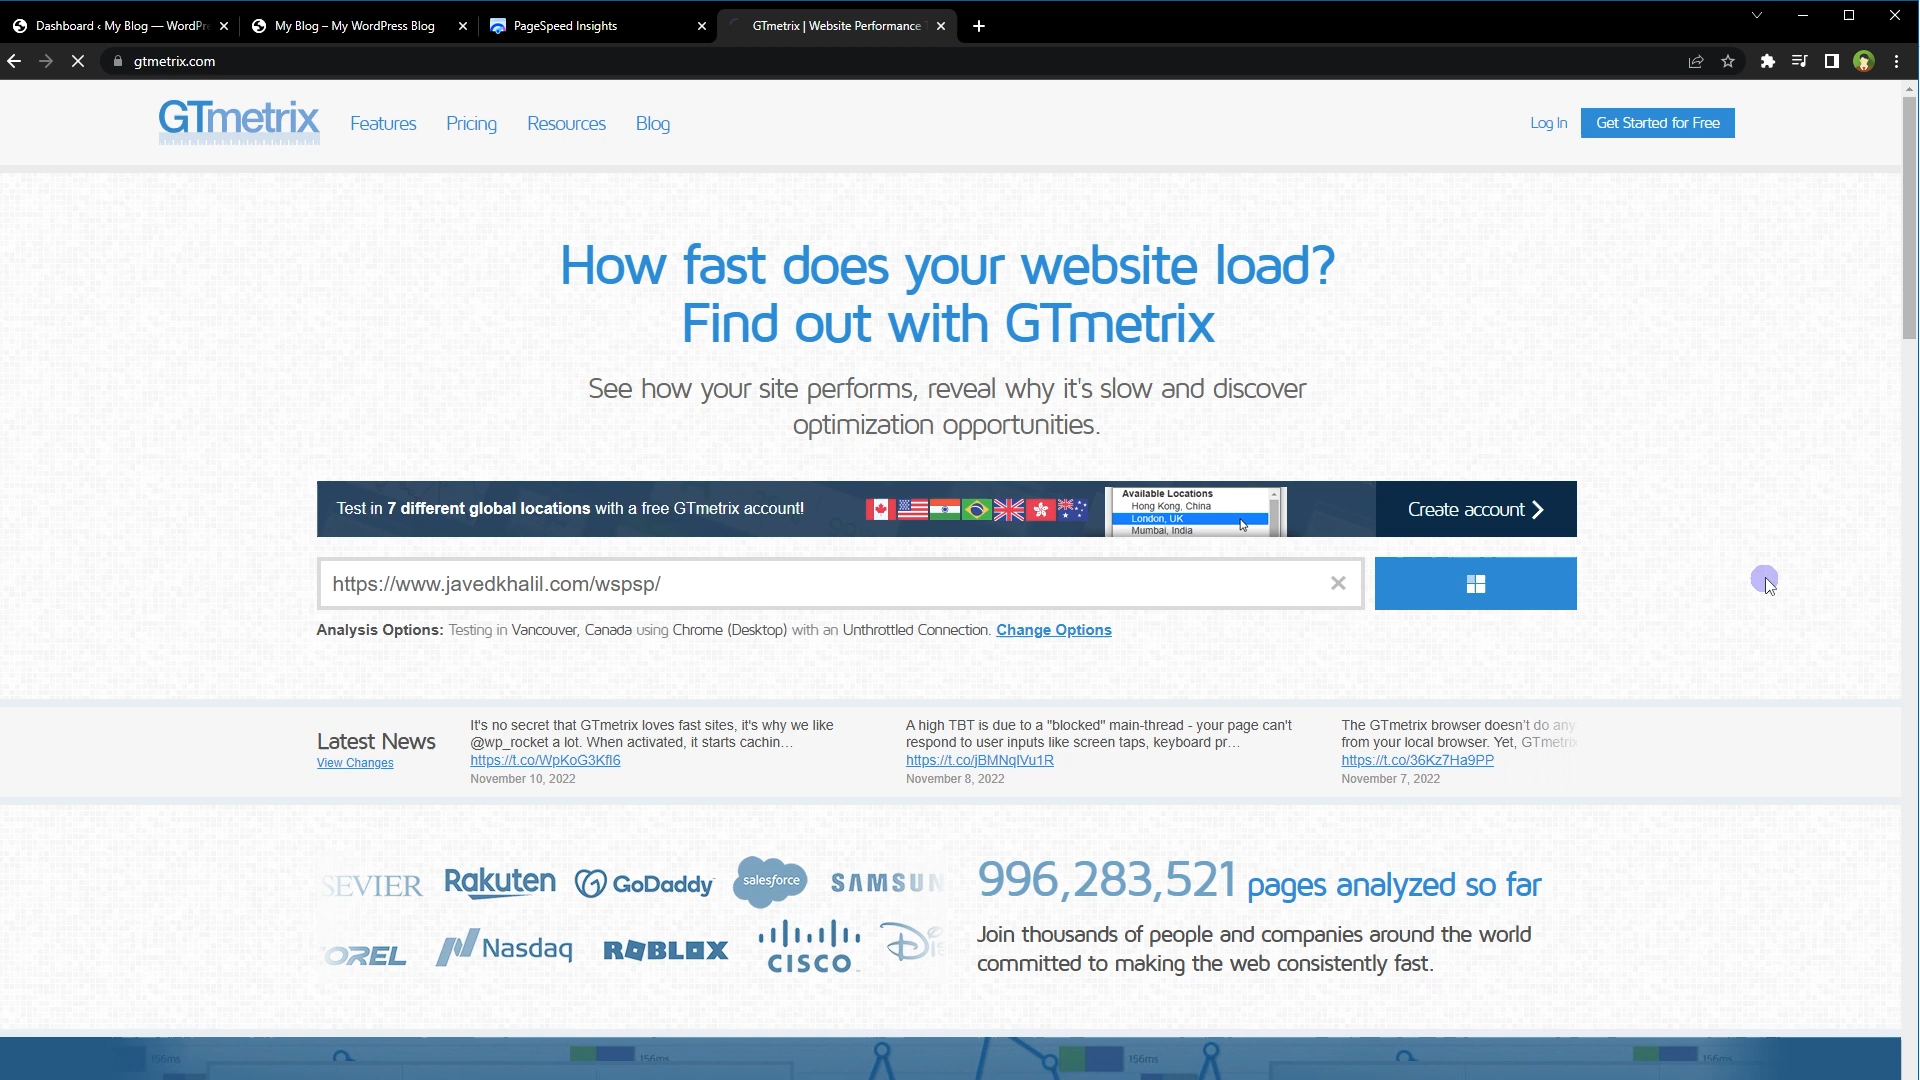 Dashboard ‹ My Blog — WordPr
My Blog – My WordPress Blog
PageSpeed Insights
GTmetrix | Website Performance
gtmetrix.com
GTmetrix
Features
Pricing
Resources
Blog
Log In
Get Started for Free
How fast does your website load?
Find out with GTmetrix
See how your site performs, reveal why it's slow and discover
optimization opportunities.
Test in 7 different global locations with a free GTmetrix account!
Available Locations
Hong Kong, China
London, UK
Mumbai, India
Create account
https://www.javedkhalil.com/wspsp/
Analysis Options: Testing in Vancouver, Canada using Chrome (Desktop) with an Unthrottled Connection. Change Options
Latest News
View Changes
It's no secret that GTmetrix loves fast sites, it's why we like
@wp_rocket a lot. When activated, it starts cachin...
https://t.co/WpKoG3Kfl6
November 10, 2022
A high TBT is due to a "blocked" main-thread - your page can't
respond to user inputs like screen taps, keyboard pr...
https://t.co/jBMNqlVu1R
November 8, 2022
The GTmetrix browser doesn't do any
from your local browser. Yet, GTmetrix
https://t.co/36Kz7Ha9PP
November 7, 2022
SEVIER
Rakuten
GoDaddy
salesforce
SAMSUN
OREL
Nasdaq
ROBLOX
CISCO
Dis
996,283,521 pages analyzed so far
Join thousands of people and companies around the world
committed to making the web consistently fast.
156ms
156ms
156ms
156ms